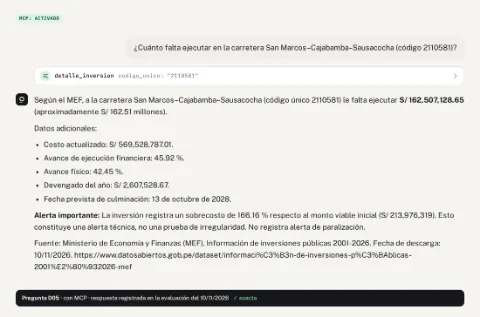 MCP: ACTIVADO
¿Cuánto falta ejecutar en la carretera San Marcos–Cajabamba–Sausacocha (código 2110581)?
detalle_inversion codigo_unico: "2110581"
Según el MEF, a la carretera San Marcos–Cajabamba–Sausacocha (código único 2110581) le falta ejecutar S/ 162,507,128.65
(aproximadamente S/ 162.51 millones).
Datos adicionales:
• Costo actualizado: S/ 569,528,787.01.
• Avance de ejecución financiera: 45.92 %.
• Avance físico: 42.45 %.
• Devengado del año: S/ 2,607,528.67.
• Fecha prevista de culminación: 13 de octubre de 2028.
Alerta importante: La inversión registra un sobrecosto de 166.16 % respecto al monto viable inicial (S/ 213,976,319). Esto
constituye una alerta técnica, no una prueba de irregularidad. No registra alerta de paralización.
Fuente: Ministerio de Economía y Finanzas (MEF), Información de inversiones públicas 2001-2026. Fecha de descarga:
10/11/2026. https://www.datosabiertos.gob.pe/dataset/informaci%C3%B3n-de-inversiones-p%C3%BAblicas-
2001%E2%80%932026-mef
Pregunta D05 · con MCP · respuesta registrada en la evaluación del 10/11/2026 ✓ exacta